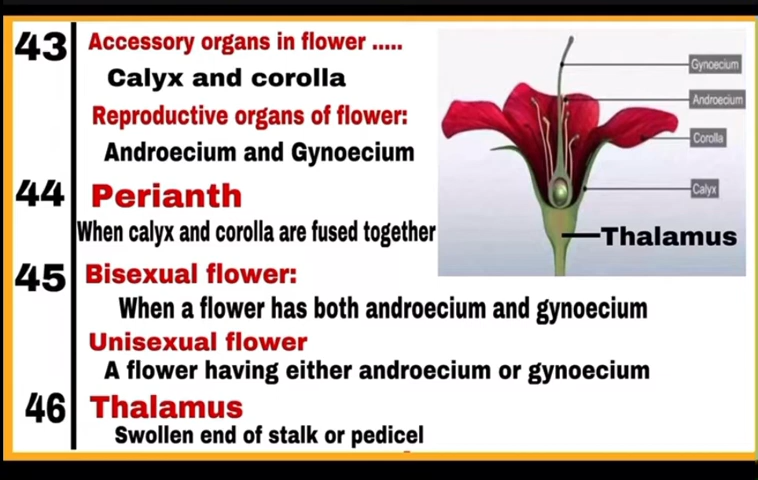 43
Accessory organs in flower .....
Calyx and corolla
Reproductive organs of flower:
Androecium and Gynoecium
44
Perianth
When calyx and corolla are fused together
45
Bisexual flower:
When a flower has both androecium and gynoecium
Unisexual flower
A flower having either androecium or gynoecium
46
Thalamus
Swollen end of stalk or pedicel
Gynoecium
Androecium
Corolla
Calyx
Thalamus